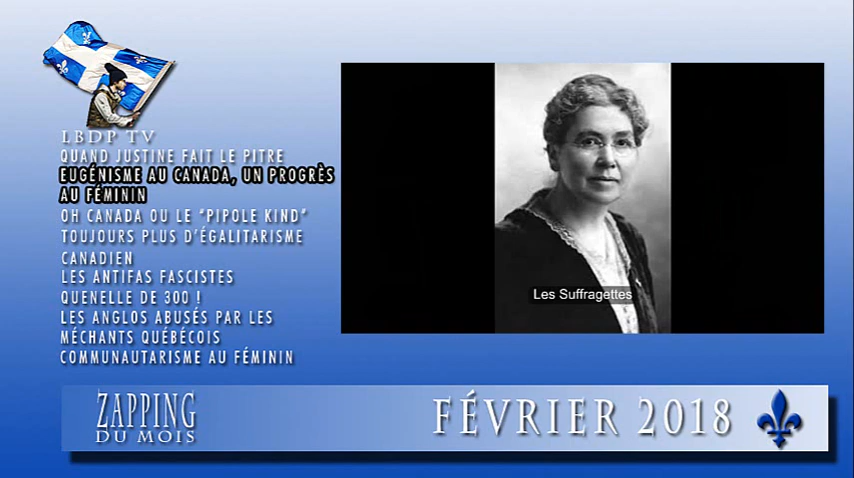 LBDP TV
QUAND JUSTINE FAIT LE PITRE
EUGÉNISME AU CANADA, UN PROGRÈS
AU FÉMININ
OH CANADA OU LE "PIPOLE KIND"
TOUJOURS PLUS D'ÉGALITARISME
CANADIEN
LES ANTIFAS FASCISTES
QUENELLE DE 300 !
LES ANGLOS ABUSÉS PAR LES
MÉCHANTS QUÉBÉCOIS
COMMUNAUTARISME AU FÉMININ
Les Suffragettes
ZAPPING
DU MOIS
FÉVRIER 2018